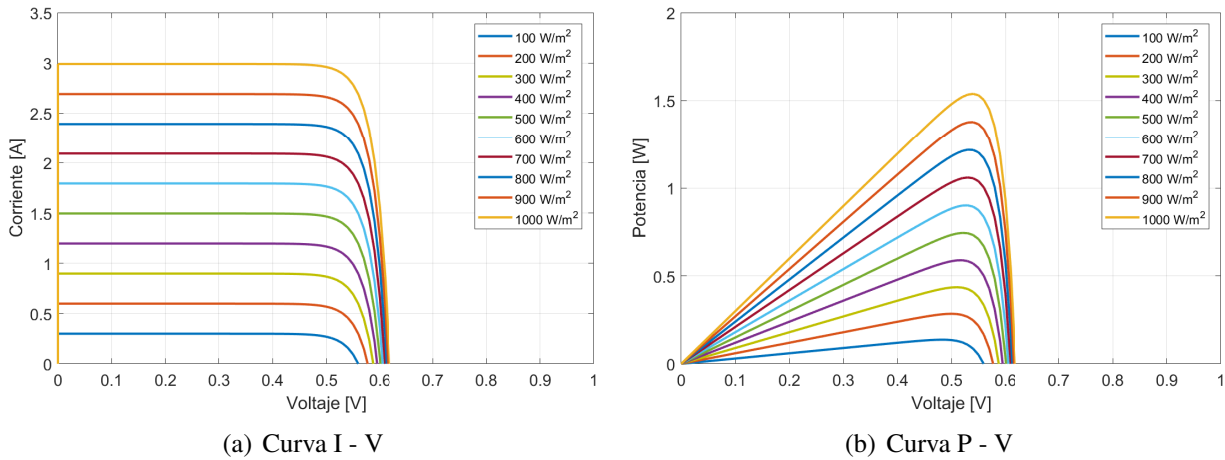 3.5
3
2.5
2
1.5
1
0.5
0
0 0.1 0.2 0.3 0.4 0.5 0.6 0.7 0.8 0.9 1
Corriente [A]
Voltaje [V]
100 W/m²
200 W/m²
300 W/m²
400 W/m²
500 W/m²
600 W/m²
700 W/m²
800 W/m²
900 W/m²
1000 W/m²
(a) Curva I - V
2
1.5
1
0.5
0
0 0.1 0.2 0.3 0.4 0.5 0.6 0.7 0.8 0.9 1
Potencia [W]
Voltaje [V]
100 W/m²
200 W/m²
300 W/m²
400 W/m²
500 W/m²
600 W/m²
700 W/m²
800 W/m²
900 W/m²
1000 W/m²
(b) Curva P - V